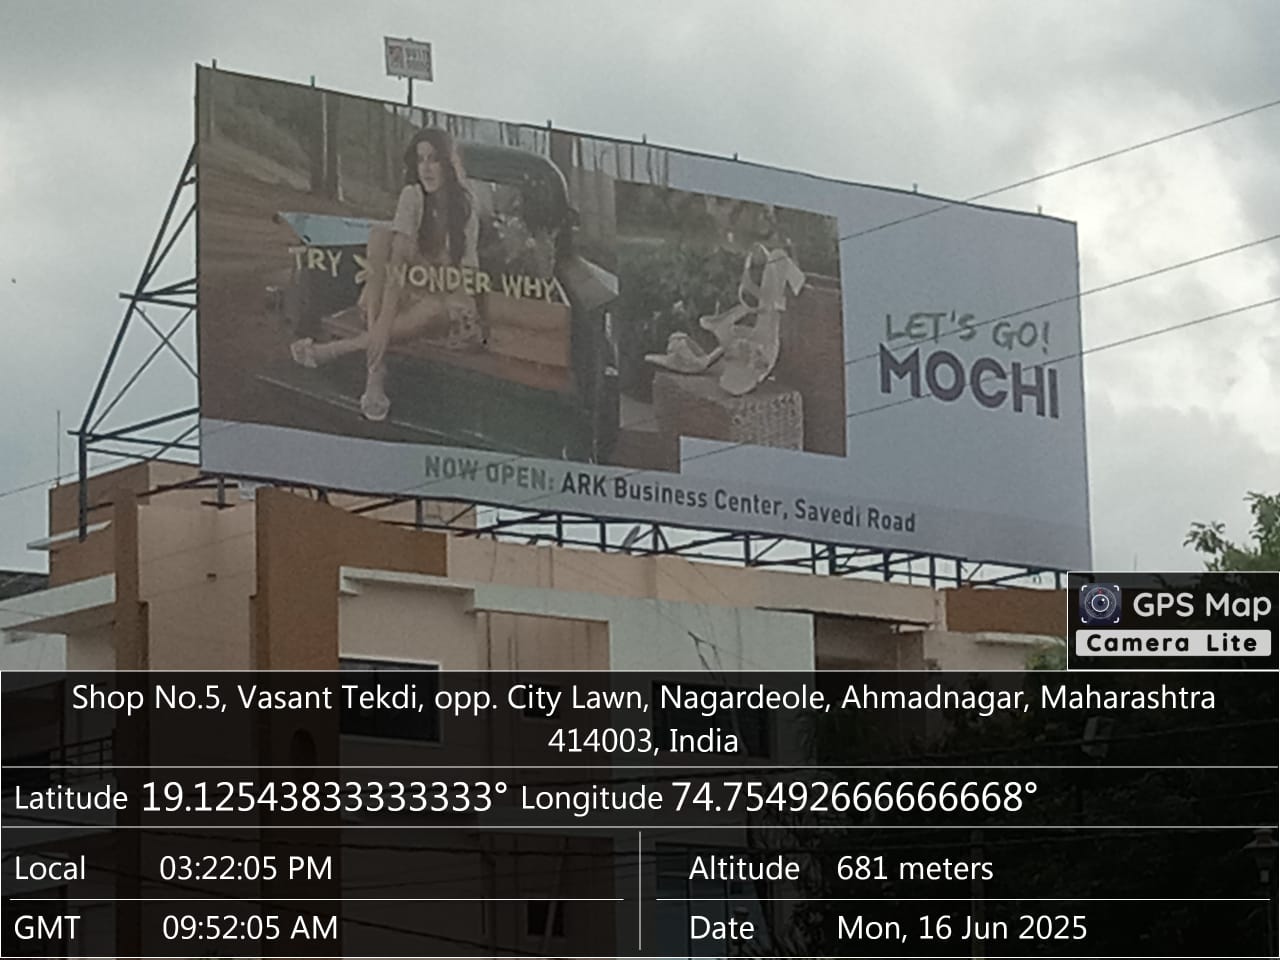 TRY WONDER WHY
LET'S GO!
MOCHI
NOW OPEN: ARK Business Center, Savedi Road
GPS Map
Camera Lite
Shop No.5, Vasant Tekdi, opp. City Lawn, Nagardeole, Ahmadnagar, Maharashtra
414003, India
Latitude 19.12543833333333° Longitude 74.75492666666668°
Local 03:22:05 PM
Altitude 681 meters
GMT 09:52:05 AM
Date Mon, 16 Jun 2025